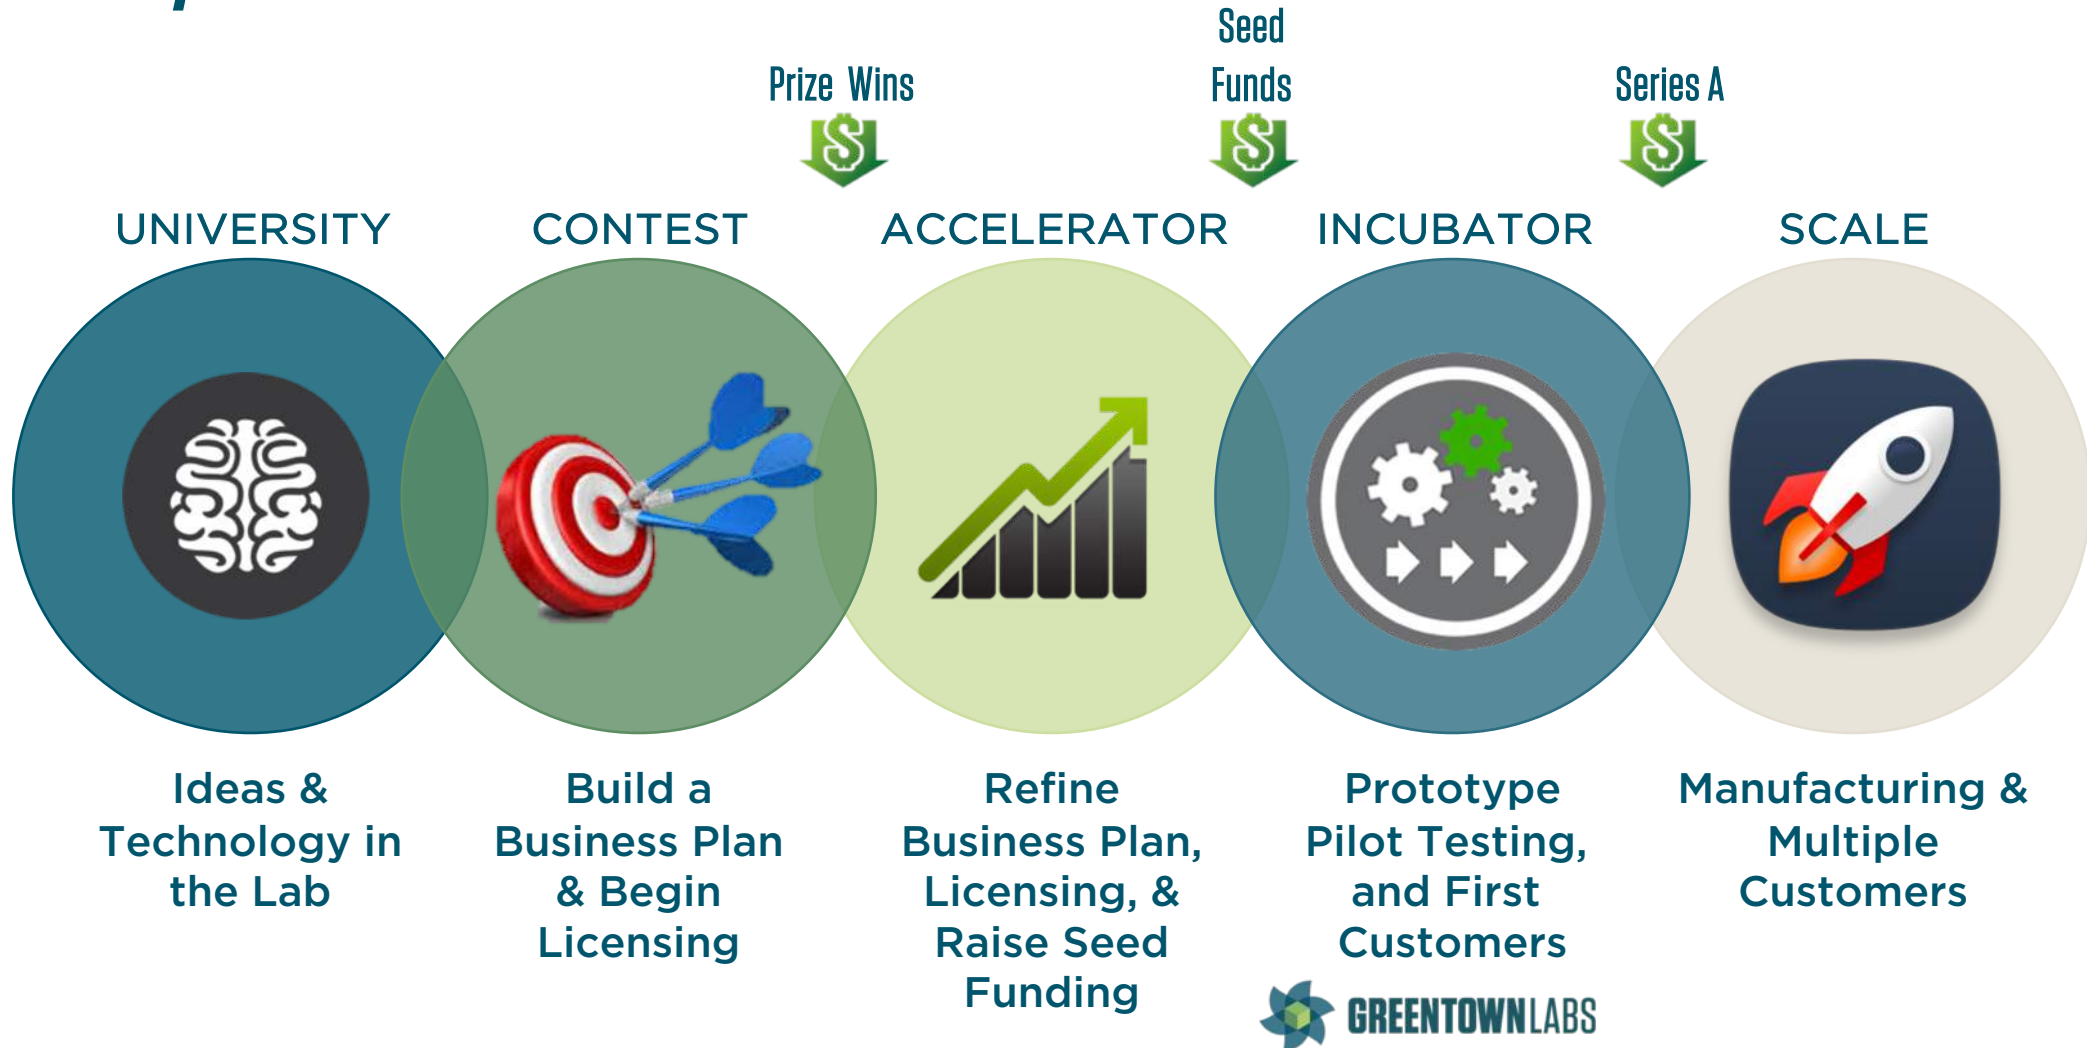 Seed
Prize Wins
Funds
Series A
UNIVERSITY
CONTEST
ACCELERATOR
INCUBATOR
SCALE
Ideas &
Technology in
the Lab
Build a
Business Plan
& Begin
Licensing
Refine
Business Plan,
Licensing, &
Raise Seed
Funding
Prototype
Pilot Testing,
and First
Customers
GREENTOWNLABS
Manufacturing &
Multiple
Customers